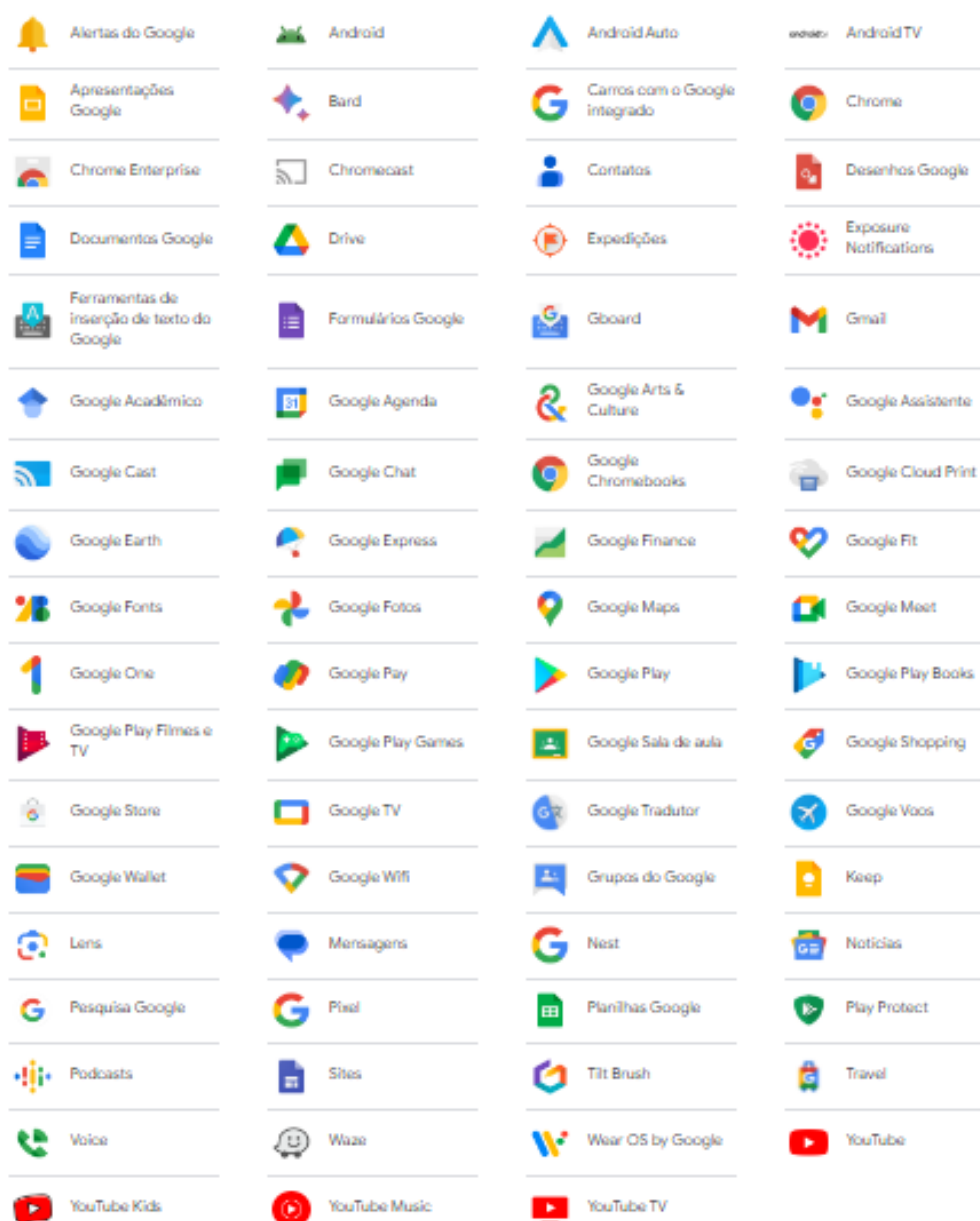 Alertas do Google
Android
Android Auto
androidtv
Android TV
Apresentações
Google
Bard
Carros com o Google
integrado
Chrome
Chrome Enterprise
Chromecast
Contatos
Desenhos Google
Documentos Google
Drive
Expedições
Exposure
Notifications
Ferramentas de
inserção de texto do
Google
Formulários Google
Gboard
Gmail
Google Acadêmico
31
Google Agenda
Google Arts &
Culture
Google Assistente
Google Cast
Google Chat
Google
Chromebooks
Google Cloud Print
Google Earth
Google Express
Google Finance
Google Fit
Google Fonts
Google Fotos
Google Maps
Google Meet
Google One
Google Pay
Google Play
Google Play Books
Google Play Filmes e
TV
Google Play Games
Google Sala de aula
Google Shopping
Google Store
Google TV
Google Tradutor
Google Voos
Google Wallet
Google Wifi
Grupos do Google
Keep
Lens
Mensagens
Nest
Notícias
Pesquisa Google
Pixel
Planilhas Google
Play Protect
Podcasts
Sites
Tilt Brush
Travel
Voice
Waze
Wear OS by Google
YouTube
YouTube Kids
YouTube Music
YouTube TV